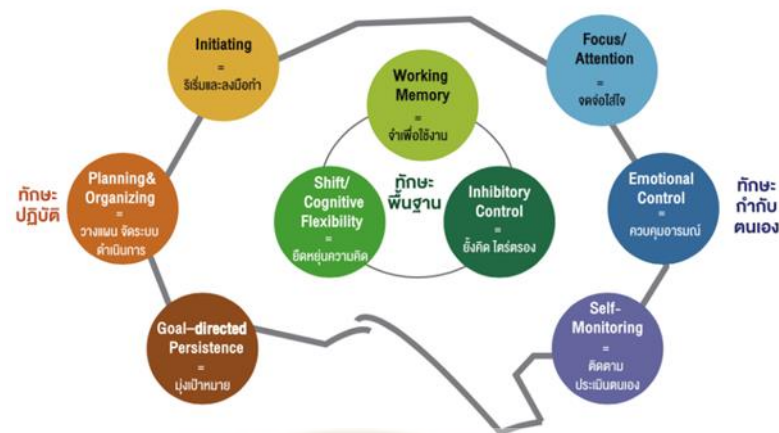 Initiating
=
ริเริ่มและลงมือทำ
Focus/
Attention
=
จดจ่อใส่ใจ
Working
Memory
=
จำเพื่อใช้งาน
ทักษะ
ปฏิบัติ
Planning&
Organizing
=
วางแผน จัดระบบ
ดำเนินการ
Shift/
Cognitive
Flexibility
=
ยืดหยุ่นความคิด
ทักษะ
พื้นฐาน
Inhibitory
Control
=
ยั้งคิด ไตร่ตรอง
Emotional
Control
=
ควบคุมอารมณ์
ทักษะ
กำกับ
ตนเอง
Goal–directed
Persistence
=
มุ่งเป้าหมาย
Self-
Monitoring
=
ติดตาม
ประเมินตนเอง